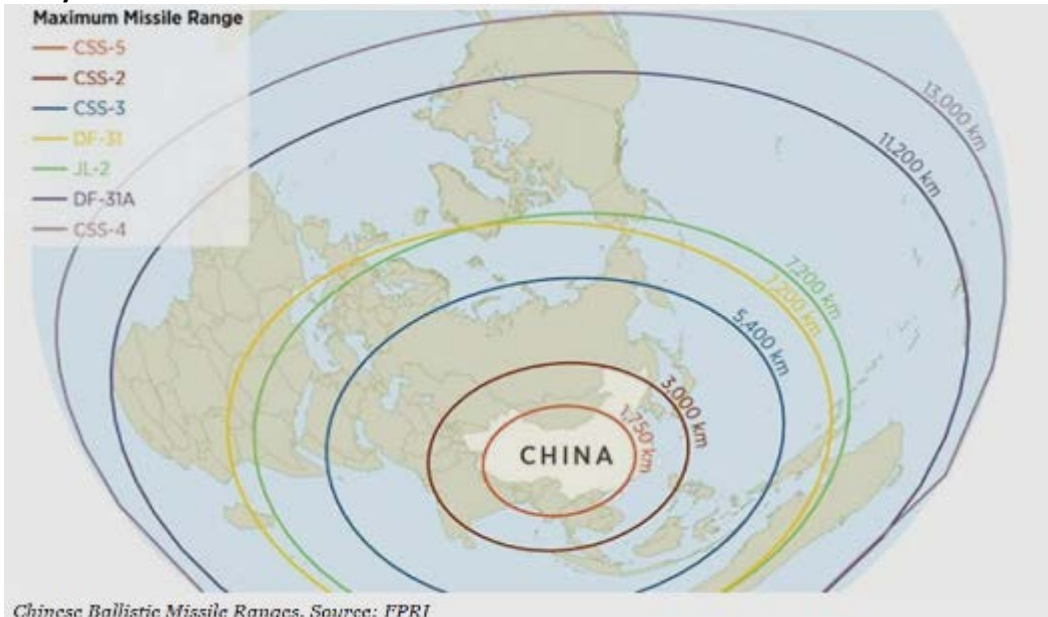 Maximum Missile Range
CSS-5
CSS-2
CSS-3
DF-31
JL-2
DF-31A
CSS-4
13,000 km
11,200 km
7,200 km
7,200 km
5,400 km
3,000 km
1,750 km
CHINA
Chinese Ballistic Missile Ranges. Source: FPRI